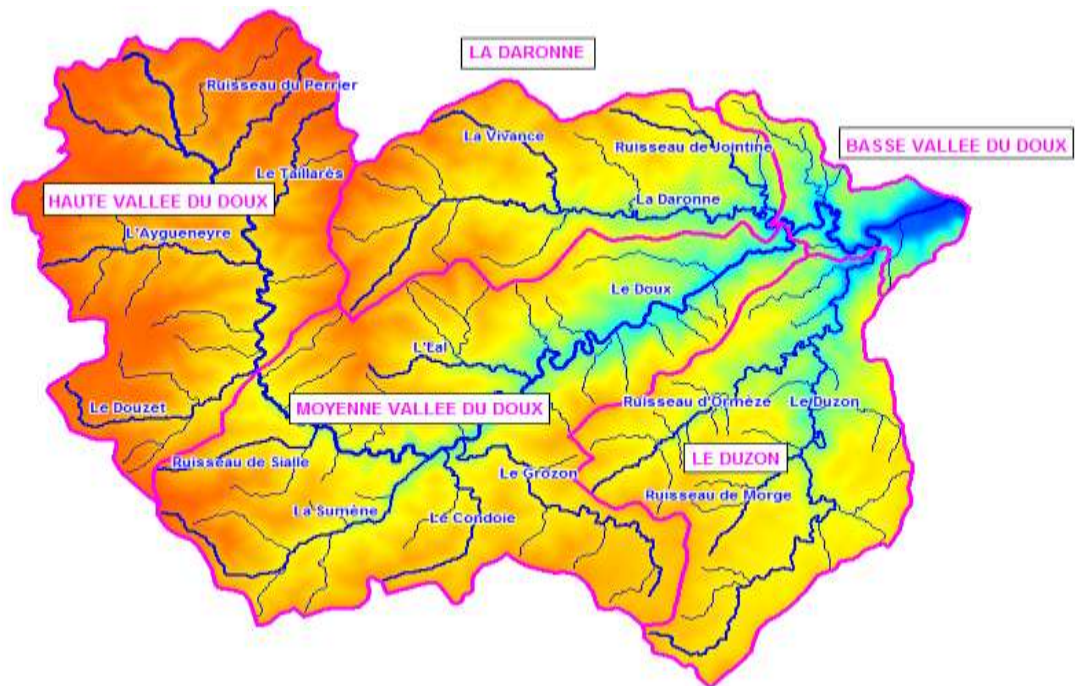 LA DARONNE
Ruisseau du Perrier
La Vivance
Ruisseau de Jointine
BASSE VALLEE DU DOUX
Le Taillarès
HAUTE VALLEE DU DOUX
La Daronne
L'Aygueneyre
Le Doux
L'Eal
Le Douzet
MOYENNE VALLEE DU DOUX
Ruisseau d'Ormèze
Le Duzon
Ruisseau de Sialle
LE DUZON
Le Grozon
Ruisseau de Morge
La Sumène
Le Condoie